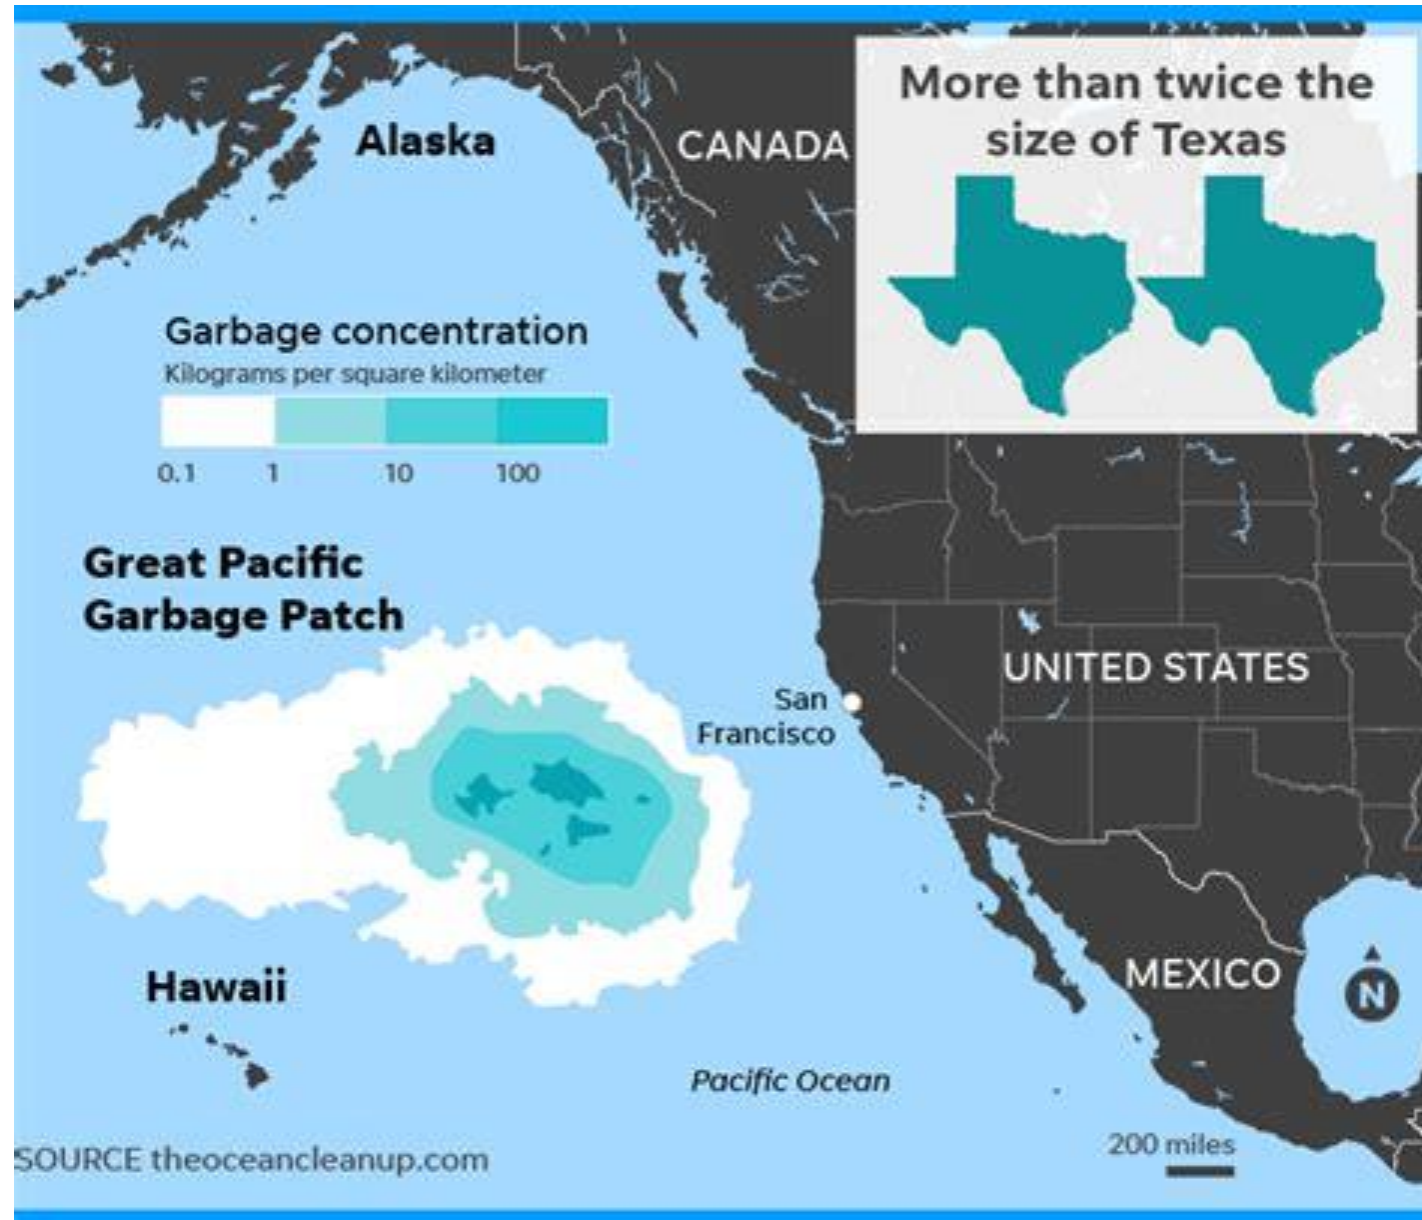 More than twice the
size of Texas
Alaska
CANADA
Garbage concentration
Kilograms per square kilometer
0.1 1 10 100
Great Pacific
Garbage Patch
San
Francisco
UNITED STATES
MEXICO
N
Hawaii
Pacific Ocean
200 miles
SOURCE theoceancleanup.com